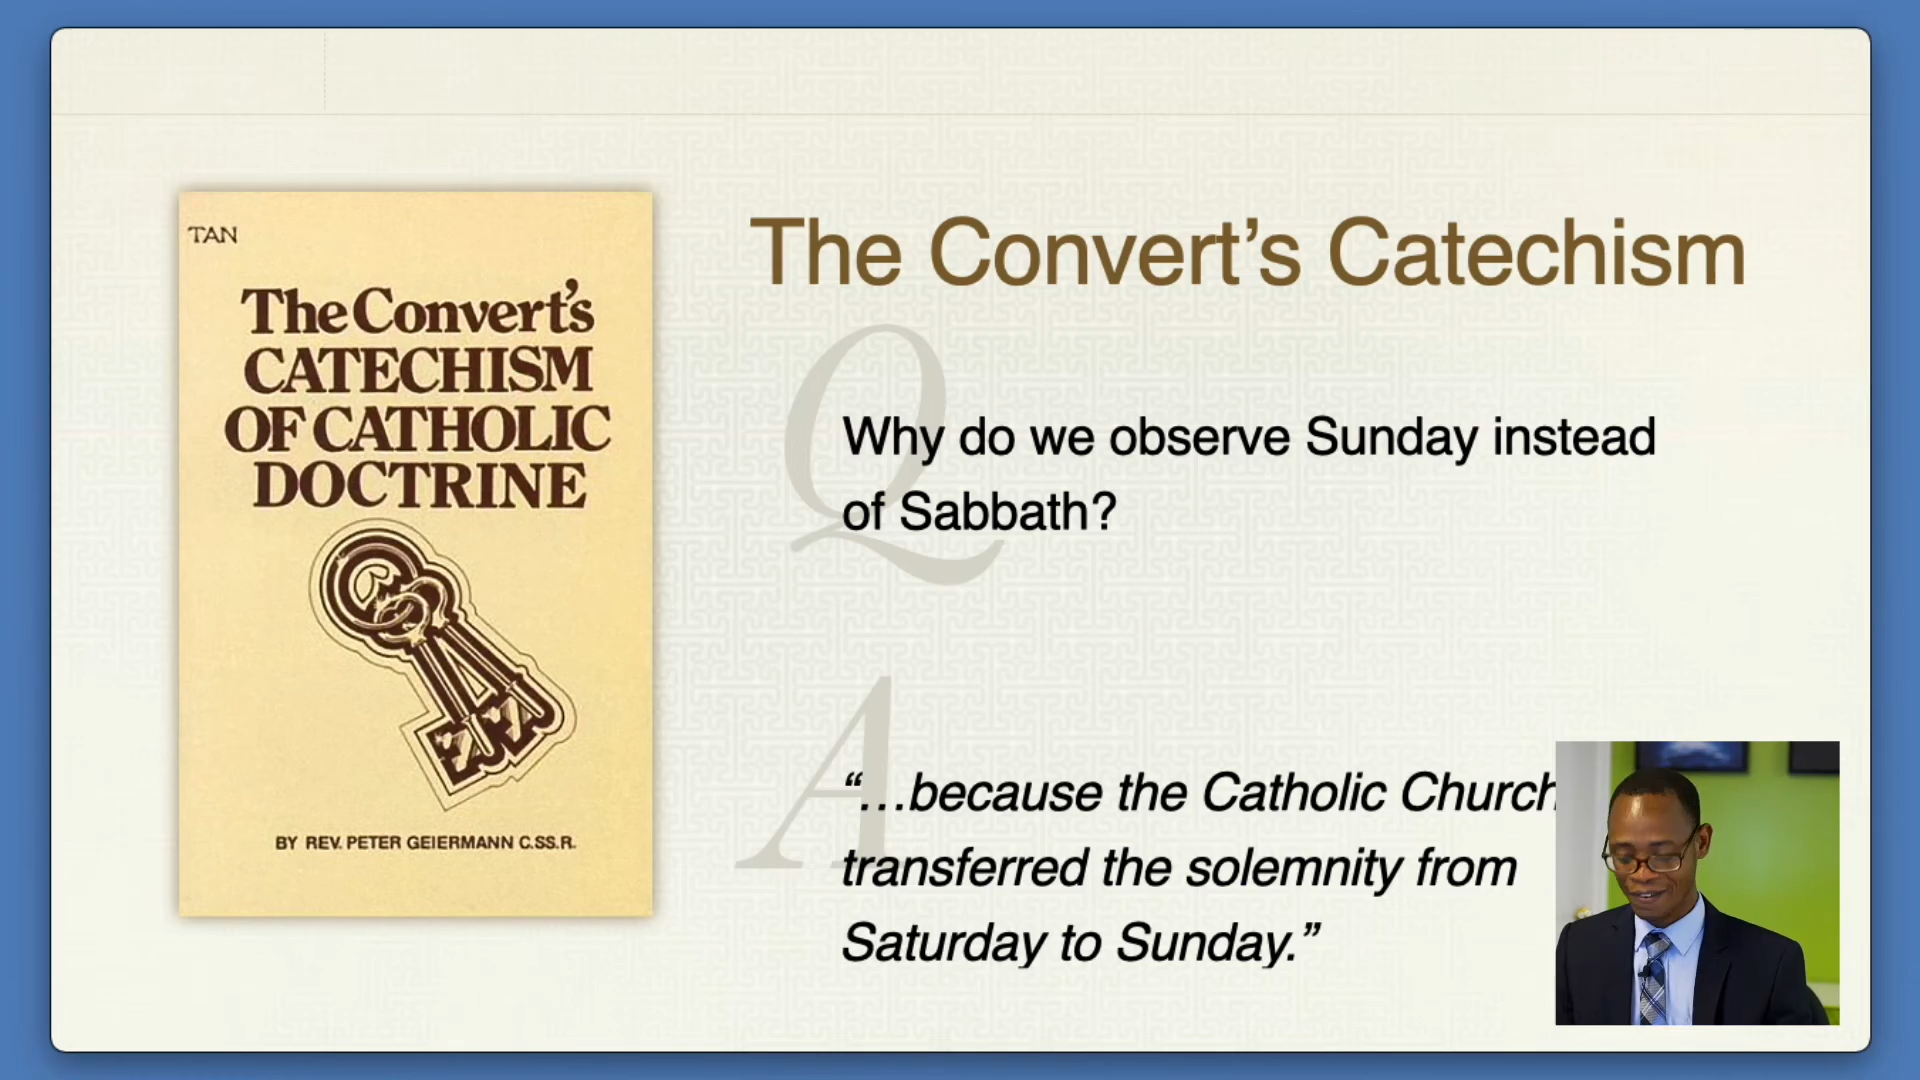 TAN
The Convert's
CATECHISM
OF CATHOLIC
DOCTRINE
BY REV. PETER GEIERMANN C.SS.R.
The Convert’s Catechism
Q
Why do we observe Sunday instead
of Sabbath?
A
“…because the Catholic Church
transferred the solemnity from
Saturday to Sunday.”